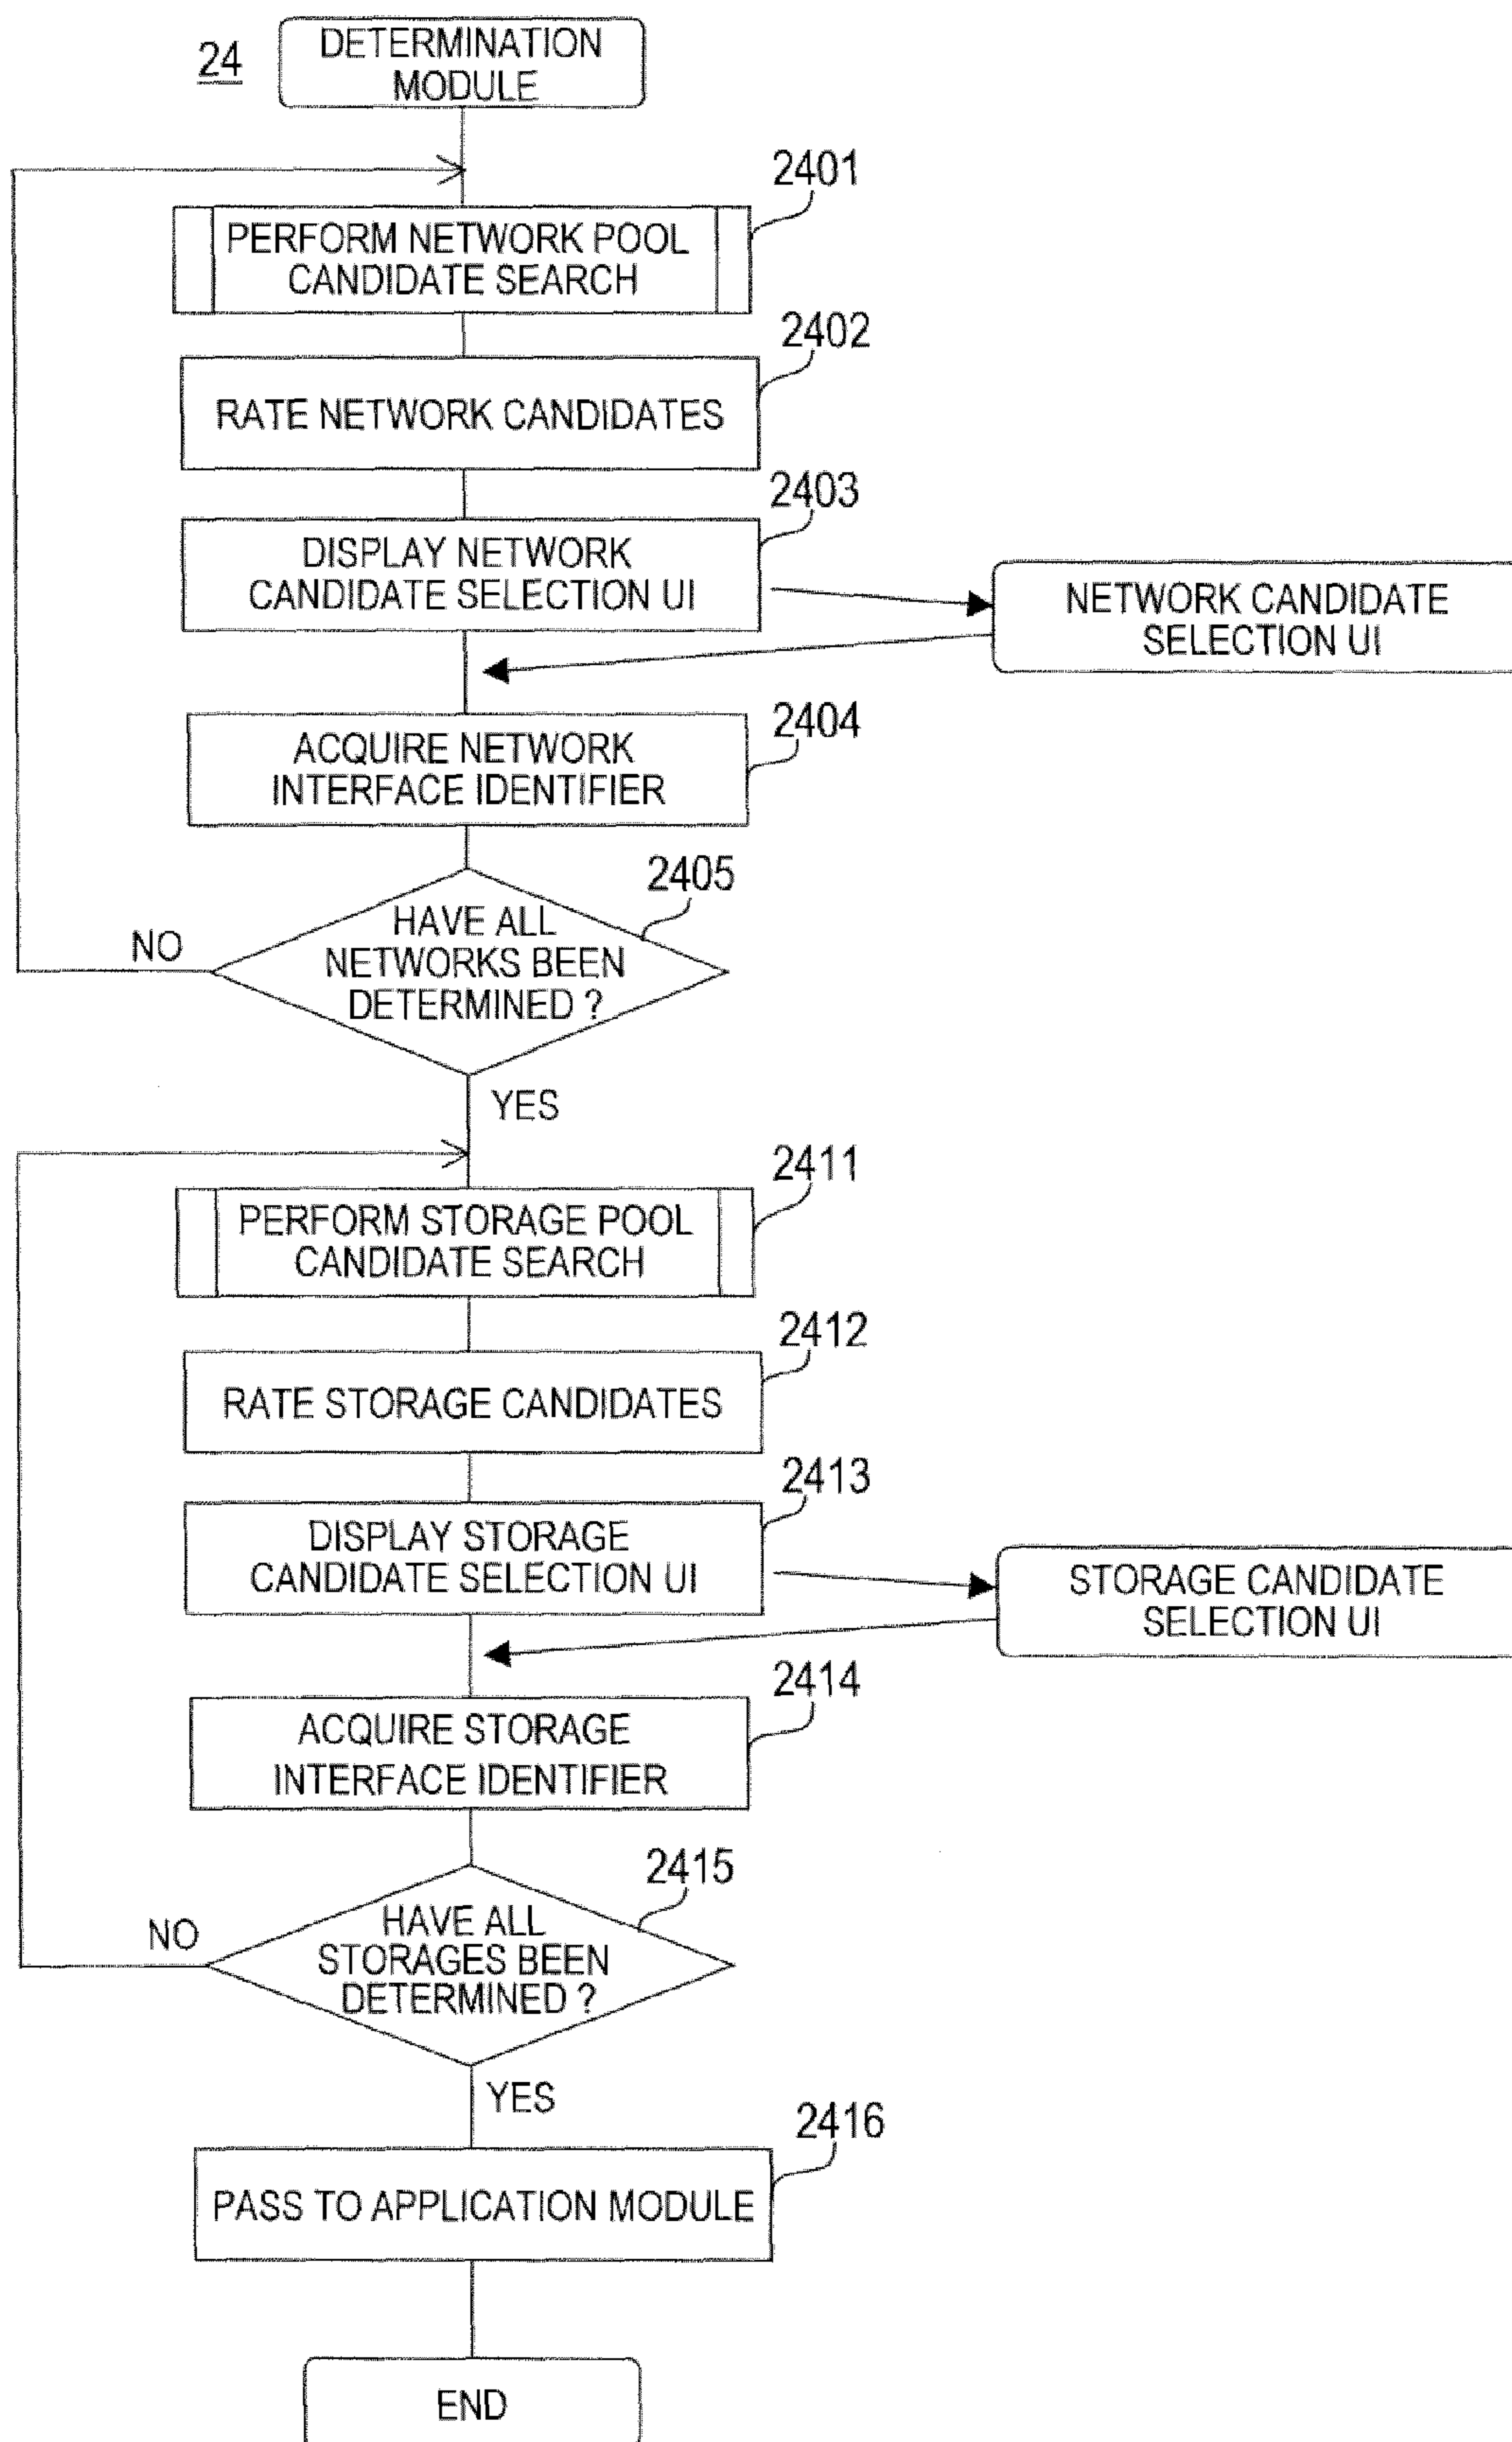 24
DETERMINATION
MODULE
2401
PERFORM NETWORK POOL
CANDIDATE SEARCH
2402
RATE NETWORK CANDIDATES
2403
DISPLAY NETWORK
CANDIDATE SELECTION UI
NETWORK CANDIDATE
SELECTION UI
2404
ACQUIRE NETWORK
INTERFACE IDENTIFIER
2405
HAVE ALL
NETWORKS BEEN
DETERMINED ?
NO
YES
2411
PERFORM STORAGE POOL
CANDIDATE SEARCH
2412
RATE STORAGE CANDIDATES
2413
DISPLAY STORAGE
CANDIDATE SELECTION UI
STORAGE CANDIDATE
SELECTION UI
2414
ACQUIRE STORAGE
INTERFACE IDENTIFIER
2415
HAVE ALL
STORAGES BEEN
DETERMINED ?
NO
YES
2416
PASS TO APPLICATION MODULE
END